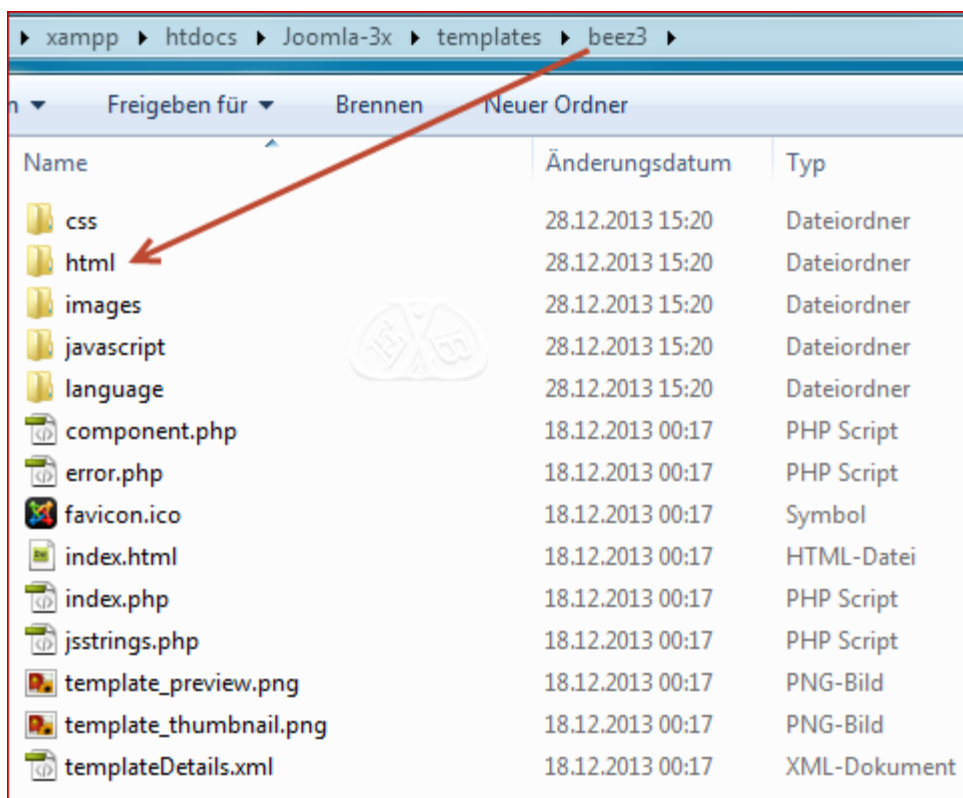 xampp htdocs Joomla-3x templates beez3
n Freigeben für Brennen Neuer Ordner
Name Änderungsdatum Typ
css 28.12.2013 15:20 Dateiordner
html 28.12.2013 15:20 Dateiordner
images 28.12.2013 15:20 Dateiordner
javascript 28.12.2013 15:20 Dateiordner
language 28.12.2013 15:20 Dateiordner
component.php 18.12.2013 00:17 PHP Script
error.php 18.12.2013 00:17 PHP Script
favicon.ico 18.12.2013 00:17 Symbol
index.html 18.12.2013 00:17 HTML-Datei
index.php 18.12.2013 00:17 PHP Script
jsstrings.php 18.12.2013 00:17 PHP Script
template_preview.png 18.12.2013 00:17 PNG-Bild
template_thumbnail.png 18.12.2013 00:17 PNG-Bild
templateDetails.xml 18.12.2013 00:17 XML-Dokument